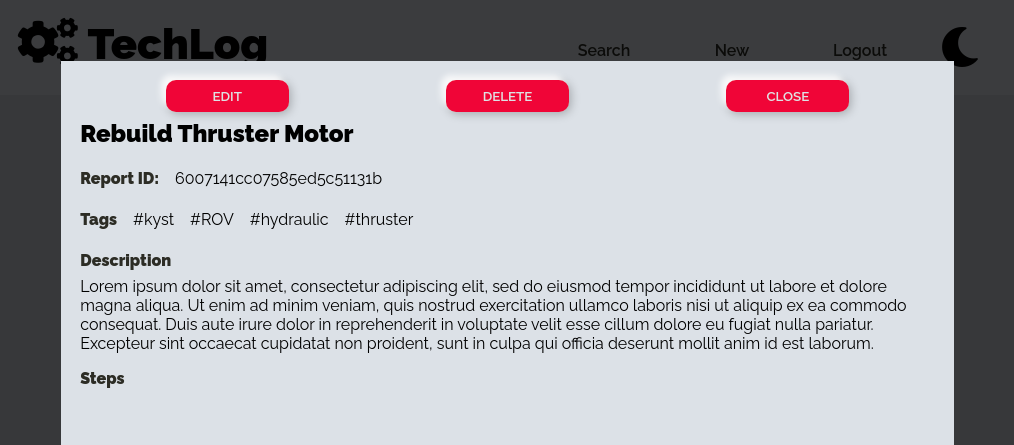 TechLog
Search New Logout
EDIT DELETE CLOSE
Rebuild Thruster Motor
Report ID: 6007141cc07585ed5c51131b
Tags #kyst #ROV #hydraulic #thruster
Description
Lorem ipsum dolor sit amet, consectetur adipiscing elit, sed do eiusmod tempor incididunt ut labore et dolore
magna aliqua. Ut enim ad minim veniam, quis nostrud exercitation ullamco laboris nisi ut aliquip ex ea commodo
consequat. Duis aute irure dolor in reprehenderit in voluptate velit esse cillum dolore eu fugiat nulla pariatur.
Excepteur sint occaecat cupidatat non proident, sunt in culpa qui officia deserunt mollit anim id est laborum.
Steps